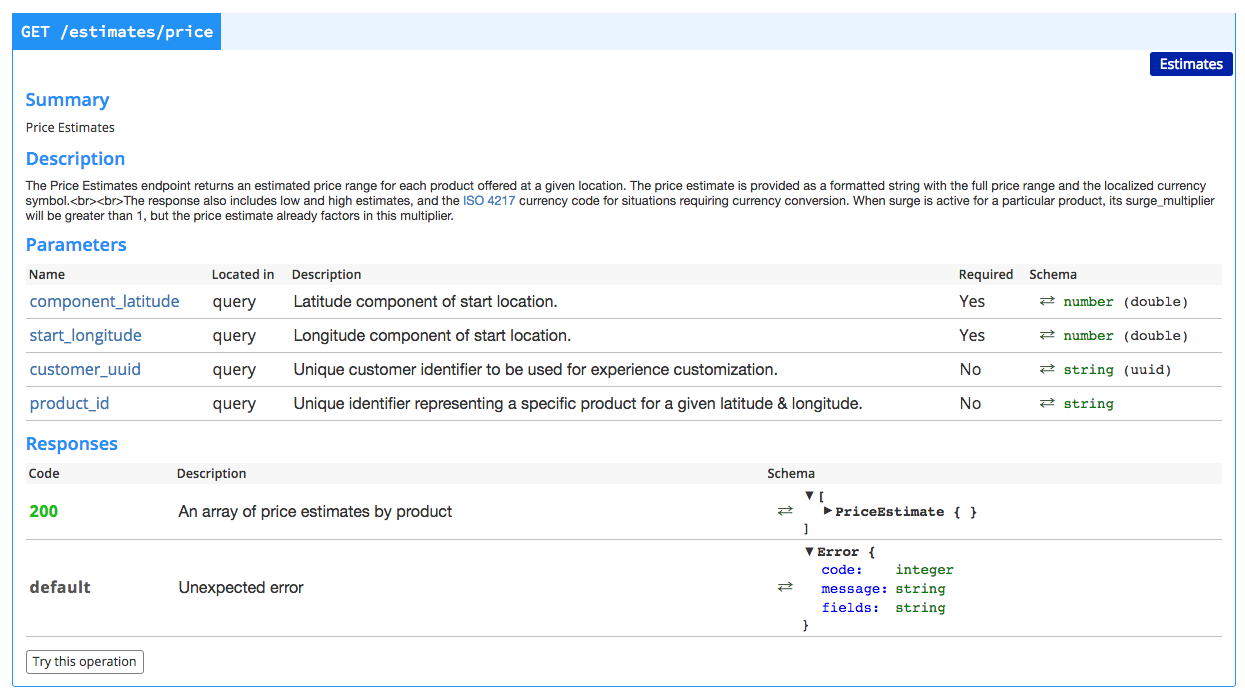 GET /estimates/price
Estimates
Summary
Price Estimates
Description
The Price Estimates endpoint returns an estimated price range for each product offered at a given location. The price estimate is provided as a formatted string with the full price range and the localized currency
symbol.<br><br>The response also includes low and high estimates, and the ISO 4217 currency code for situations requiring currency conversion. When surge is active for a particular product, its surge_multiplier
will be greater than 1, but the price estimate already factors in this multiplier.
Parameters
Name Located in Description Required Schema
component_latitude query Latitude component of start location. Yes ⇄ number (double)
start_longitude query Longitude component of start location. Yes ⇄ number (double)
customer_uuid query Unique customer identifier to be used for experience customization. No ⇄ string (uuid)
product_id query Unique identifier representing a specific product for a given latitude & longitude. No ⇄ string
Responses
Code Description Schema
200 An array of price estimates by product ⇄ ▼[
▶PriceEstimate { }
]
default Unexpected error ⇄ ▼Error {
code: integer
message: string
fields: string
}
Try this operation